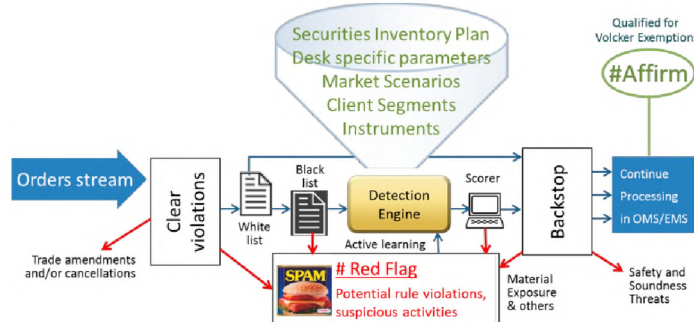 Qualified for
Volcker Exemption
#Affirm
Securities Inventory Plan
Desk specific parameters
Market Scenarios
Client Segments
Instruments
Orders stream
Clear
violations
White
list
Black
list
Detection
Engine
Scorer
Backstop
Continue
Processing
in OMS/EMS
Active learning
Trade amendments
and/or cancellations
SPAM
# Red Flag
Potential rule violations,
suspicious activities
Material
Exposure
& others
Safety and
Soundness
Threats